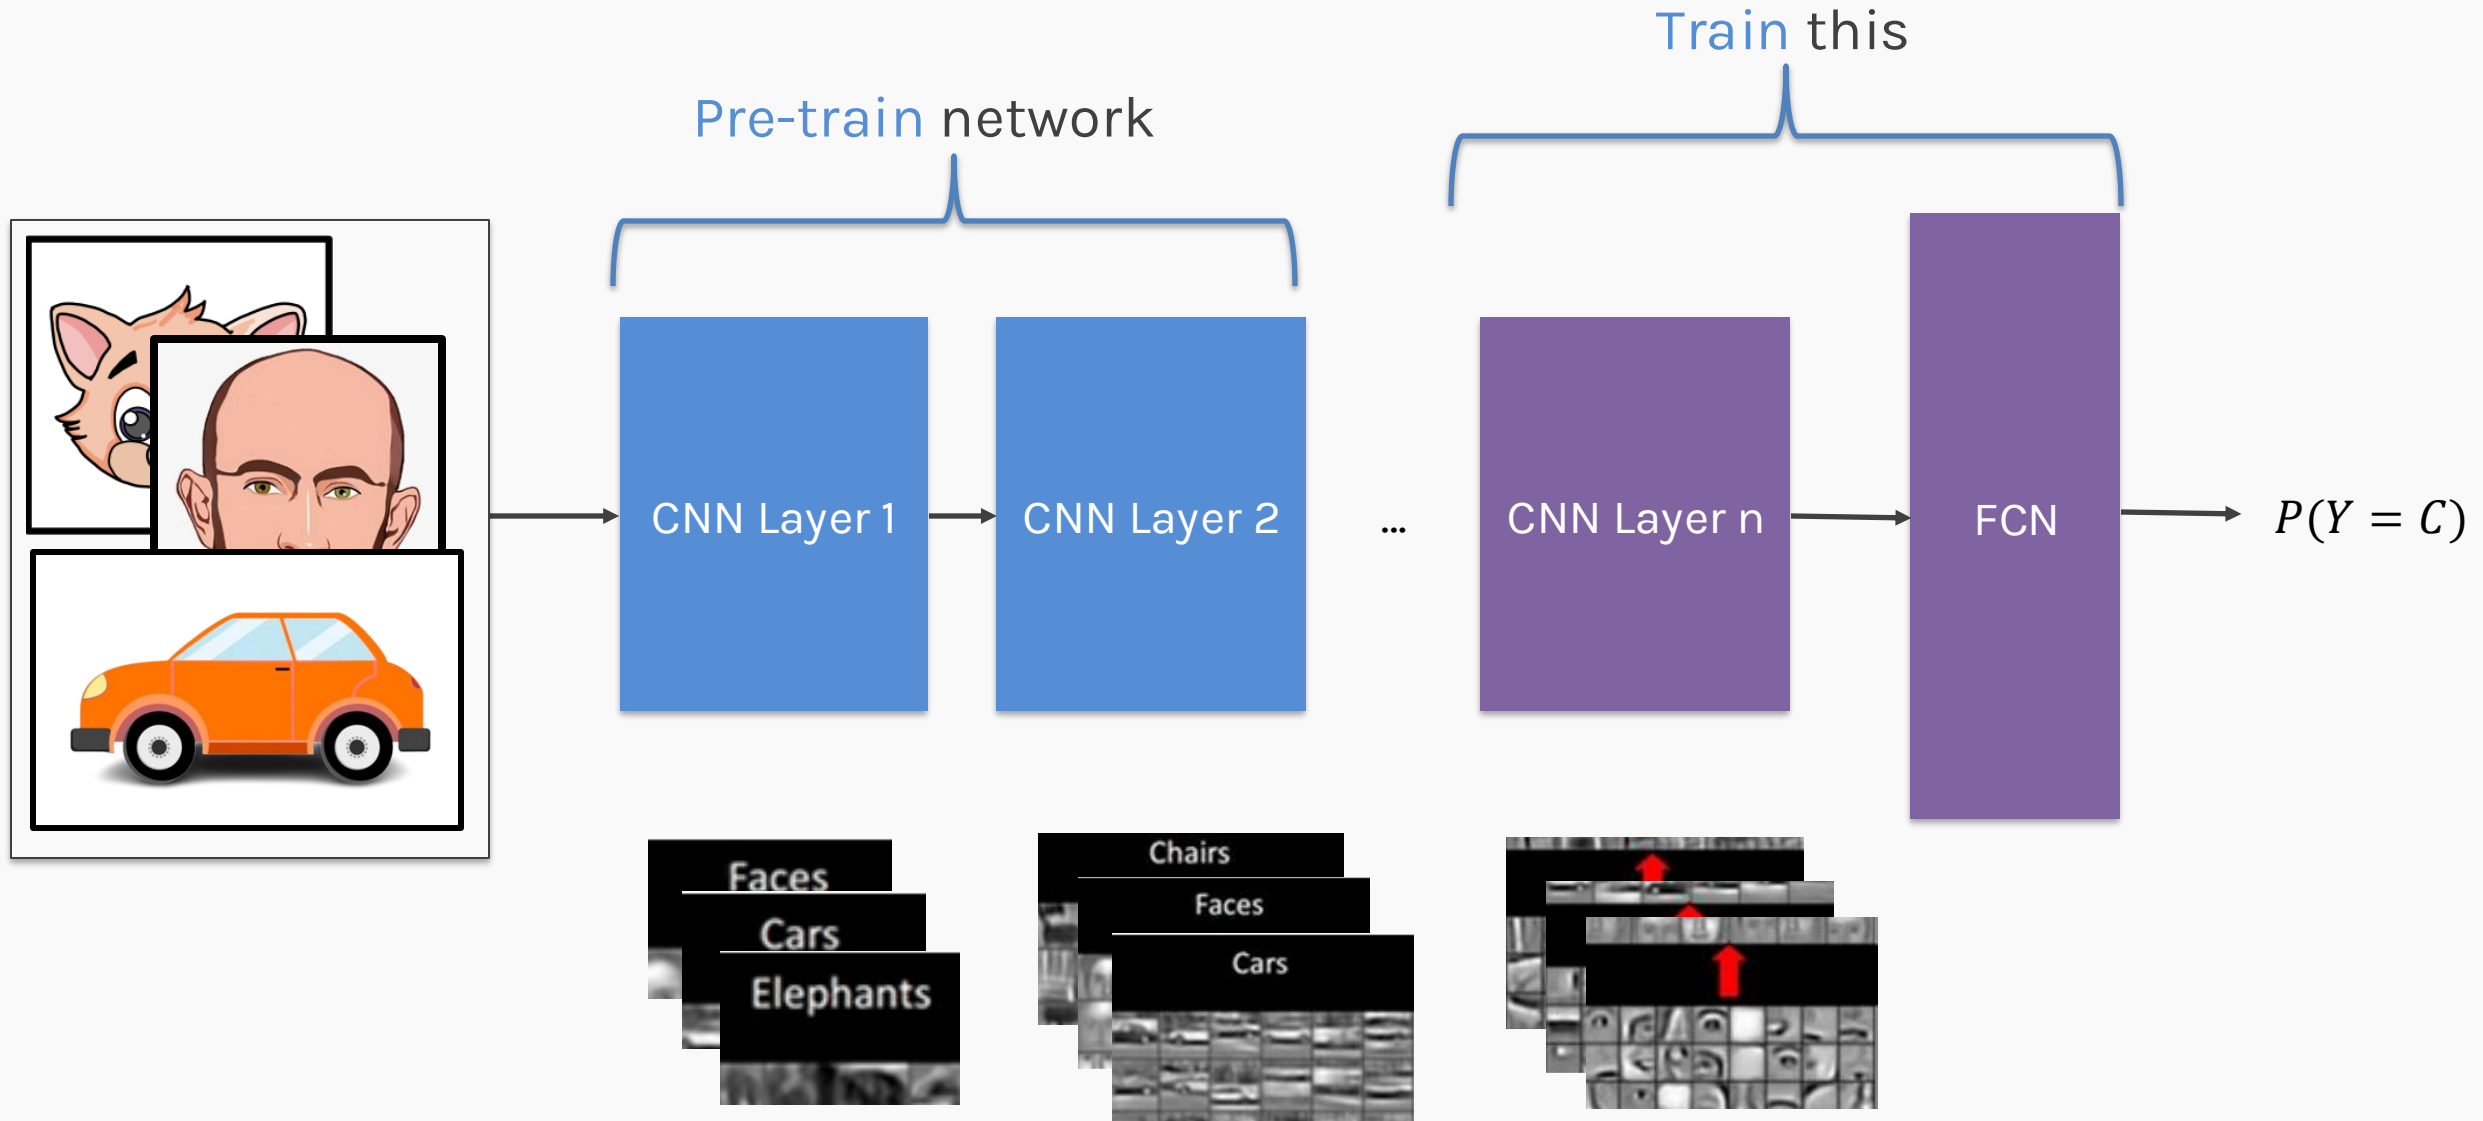 Train this
Pre-train network
CNN Layer 1
CNN Layer 2
...
CNN Layer n
FCN
P(Y = C)
Faces
Cars
Elephants
Chairs
Faces
Cars